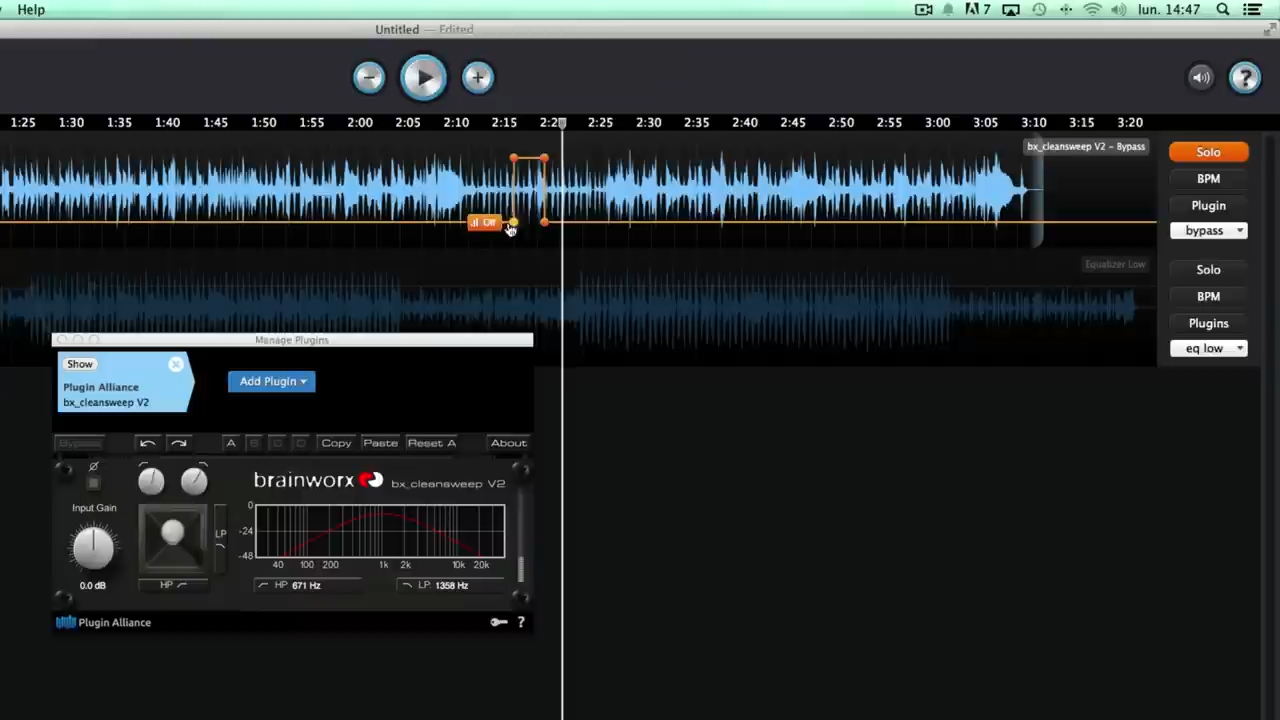 Help
7
lun. 14:47
Untitled — Edited
1:25 1:30 1:35 1:40 1:45 1:50 1:55 2:00 2:05 2:10 2:15 2:20 2:25 2:30 2:35 2:40 2:45 2:50 2:55 3:00 3:05 3:10 3:15 3:20
bx_cleansweep V2 - Bypass
Solo
BPM
Plugin
bypass
Off
Equalizer Low
Solo
BPM
Plugins
eq low
Manage Plugins
Show
Plugin Alliance
bx_cleansweep V2
Add Plugin
Bypass
A B C D Copy Paste Reset A About
brainworx bx_cleansweep V2
Input Gain
0.0 dB
LP
HP
0
-24
-48
40 100 200 1k 2k 10k 20k
HP 671 Hz
LP 1358 Hz
Plugin Alliance
?